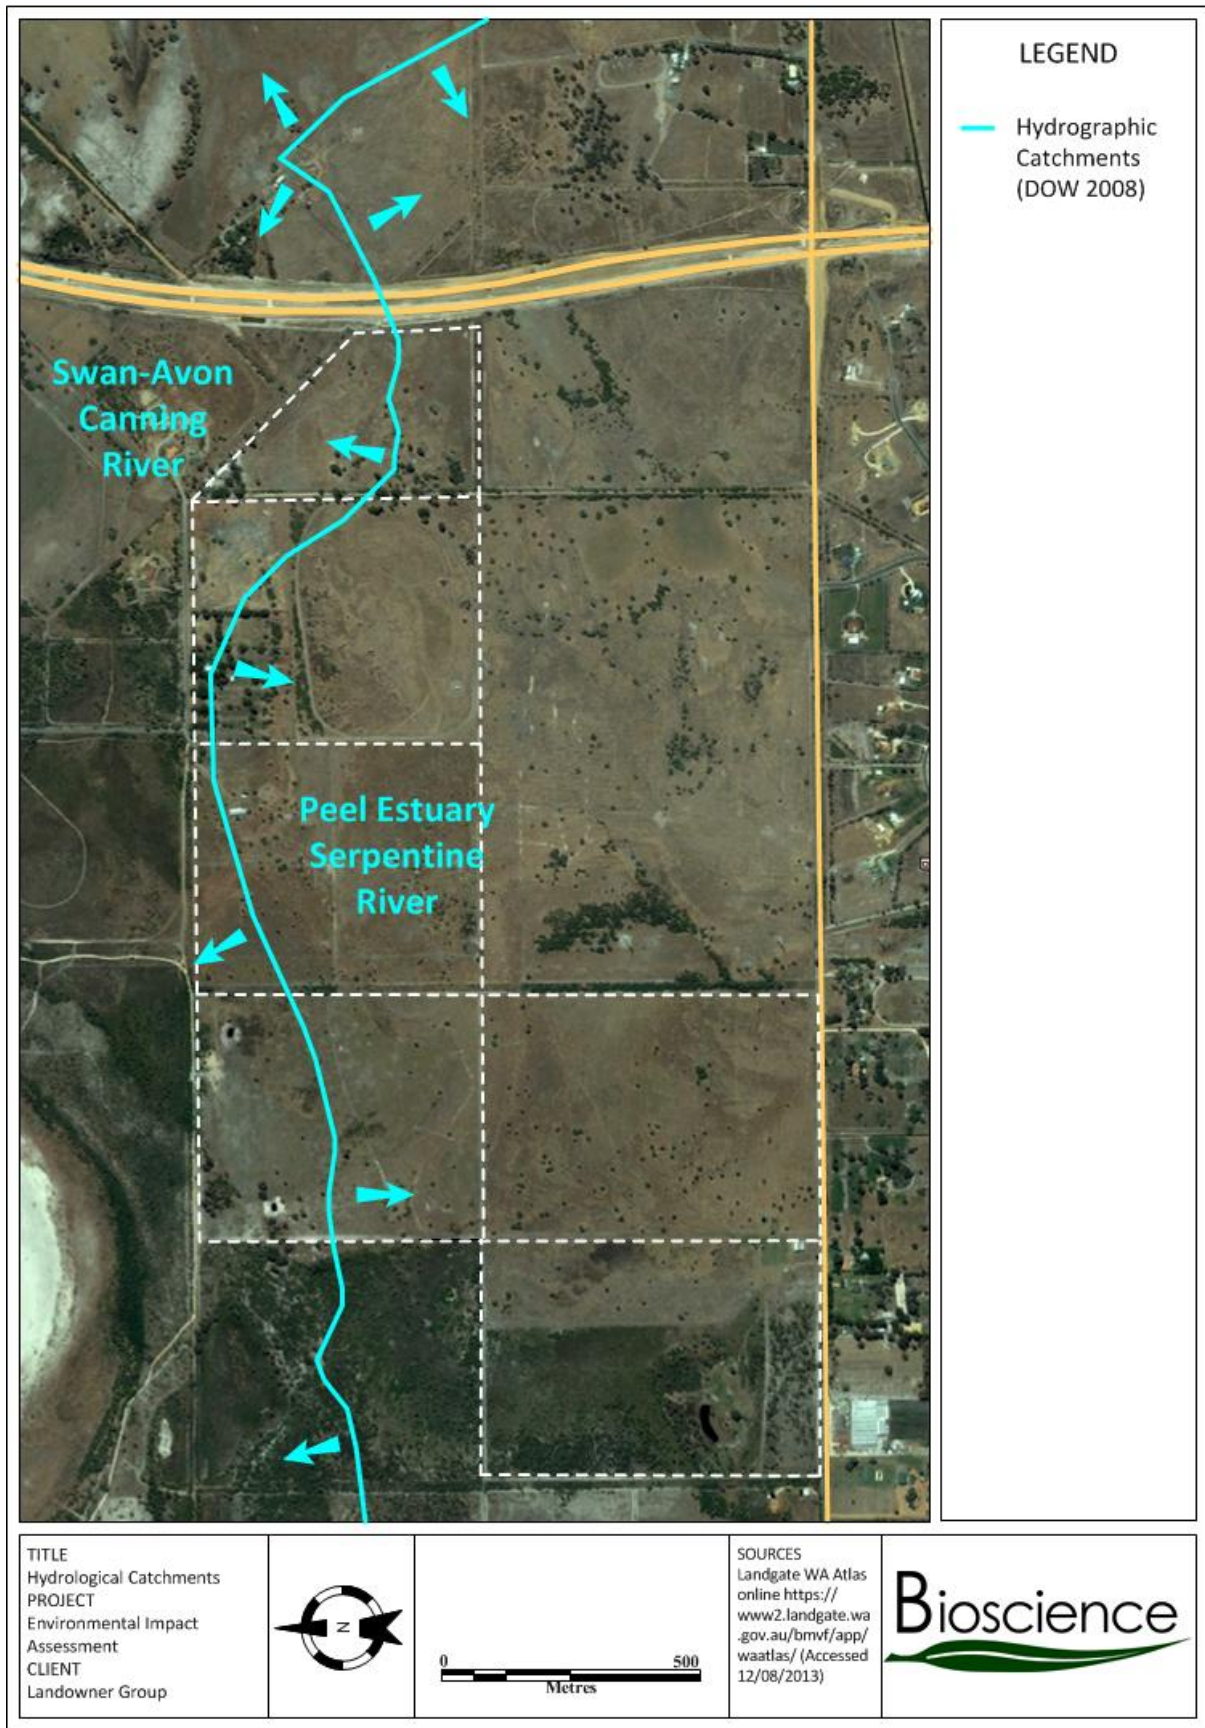 LEGEND
Hydrographic
Catchments
(DOW 2008)
Swan-Avon
Canning
River
Peel Estuary
Serpentine
River
TITLE
Hydrological Catchments
PROJECT
Environmental Impact
Assessment
CLIENT
Landowner Group
N
0 500
Metres
SOURCES
Landgate WA Atlas
online https://
www2.landgate.wa
.gov.au/bmvf/app/
waatlas/ (Accessed
12/08/2013)
Bioscience